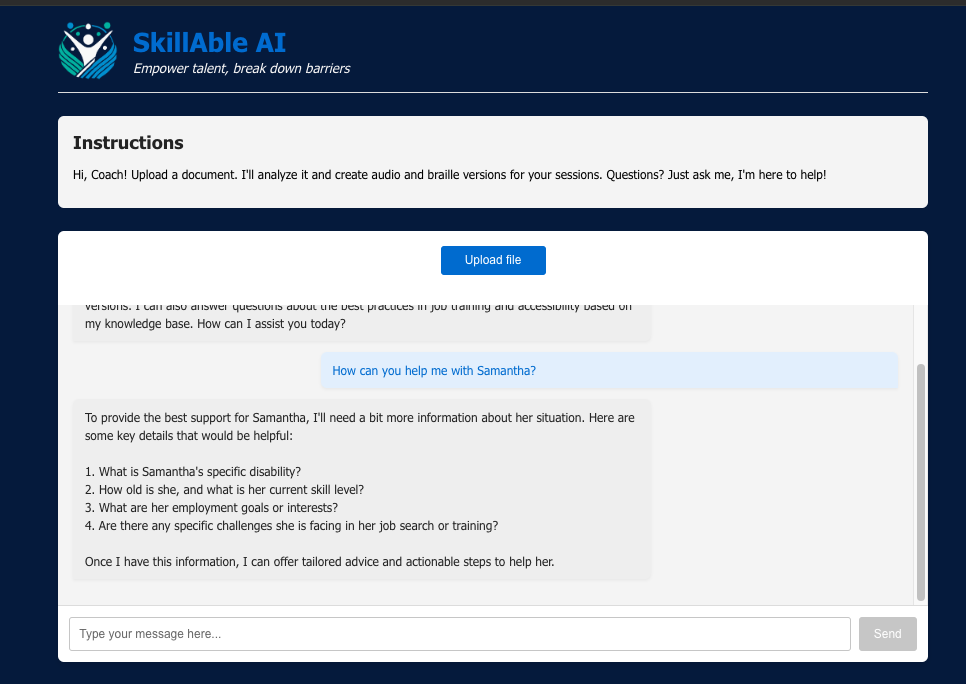 SkillAble AI
Empower talent, break down barriers
Instructions
Hi, Coach! Upload a document. I'll analyze it and create audio and braille versions for your sessions. Questions? Just ask me, I'm here to help!
Upload file
versions. I can also answer questions about the best practices in job training and accessibility based on
my knowledge base. How can I assist you today?
How can you help me with Samantha?
To provide the best support for Samantha, I'll need a bit more information about her situation. Here are
some key details that would be helpful:
1. What is Samantha's specific disability?
2. How old is she, and what is her current skill level?
3. What are her employment goals or interests?
4. Are there any specific challenges she is facing in her job search or training?
Once I have this information, I can offer tailored advice and actionable steps to help her.
Type your message here...
Send